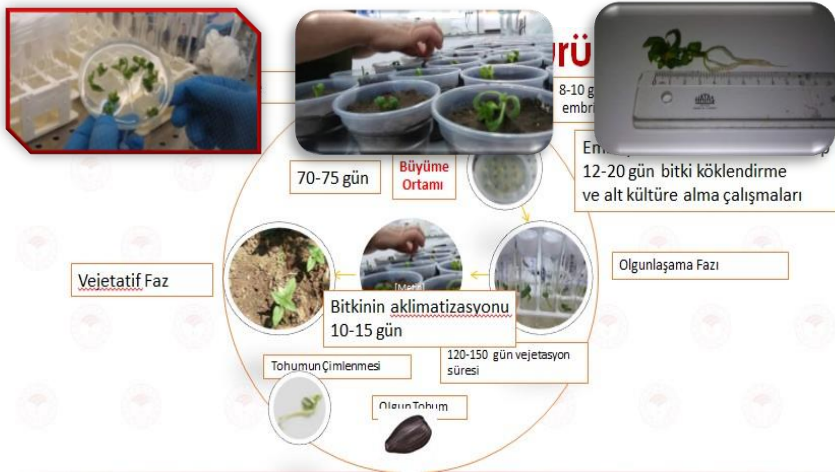 8-10 g
embri
70-75 gün
Büyüme
Ortamı
12-20 gün bitki köklendirme
ve alt kültüre alma çalışmaları
Vejetatif Faz
Olgunlaşama Fazı
[Metni]
Bitkinin aklimatizasyonu
10-15 gün
Tohumun Çimlenmesi
120-150 gün vejetasyon
süresi
Olgun Tohum